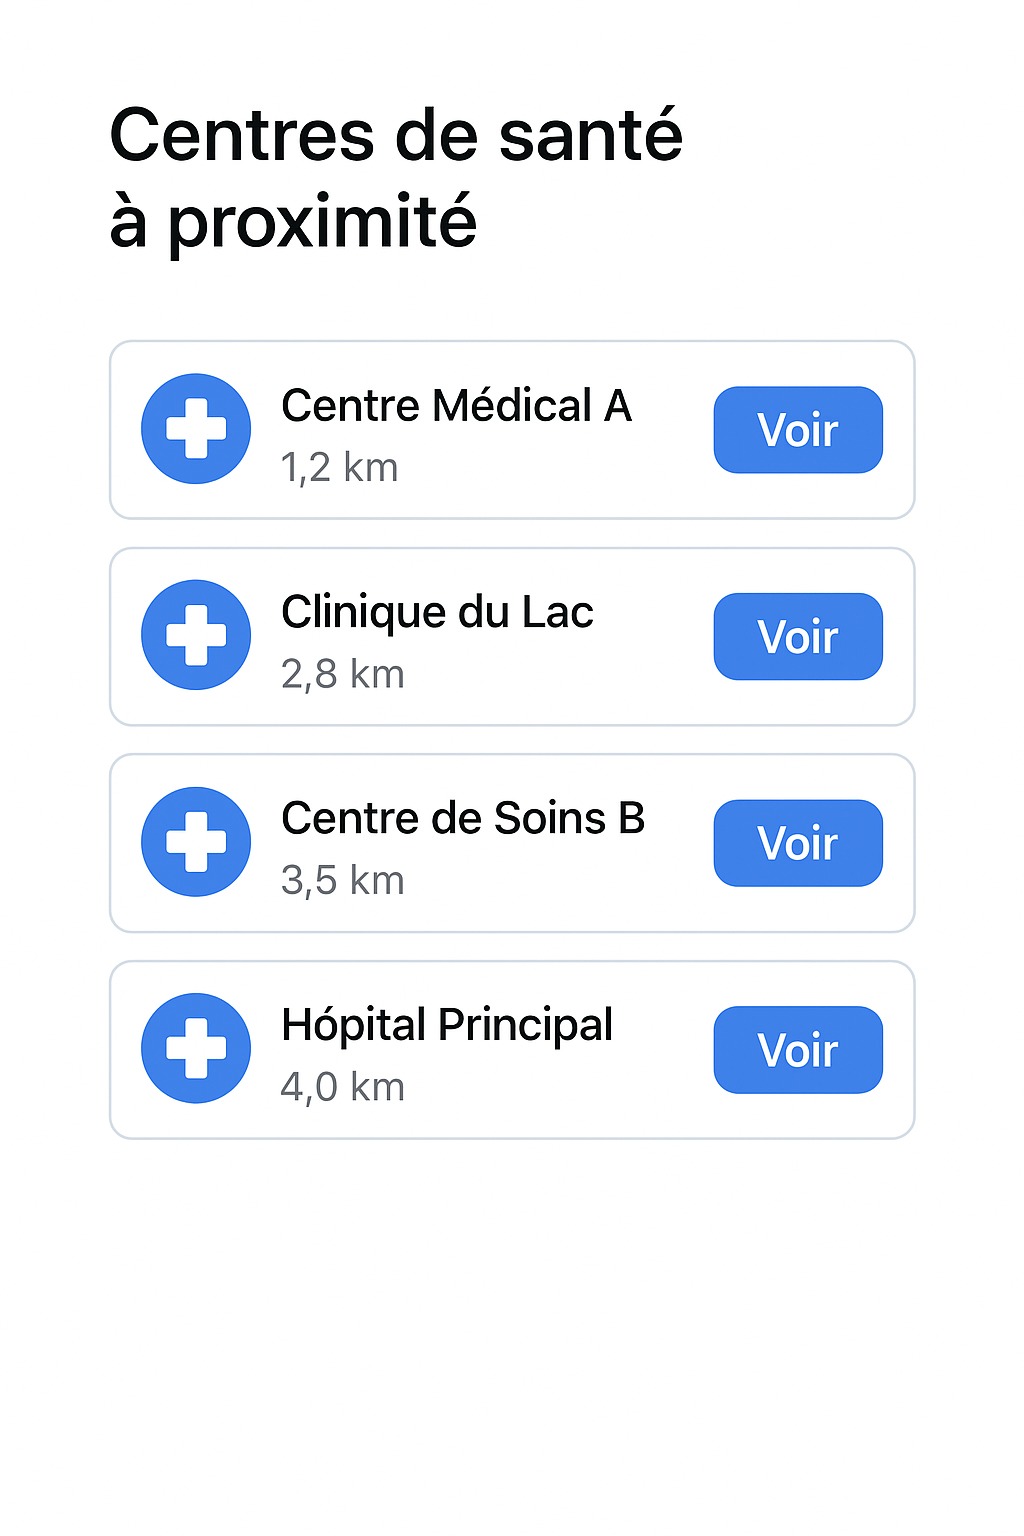 Centres de santé
à proximité
Centre Médical A
1,2 km
Voir
Clinique du Lac
2,8 km
Voir
Centre de Soins B
3,5 km
Voir
Hópital Principal
4,0 km
Voir